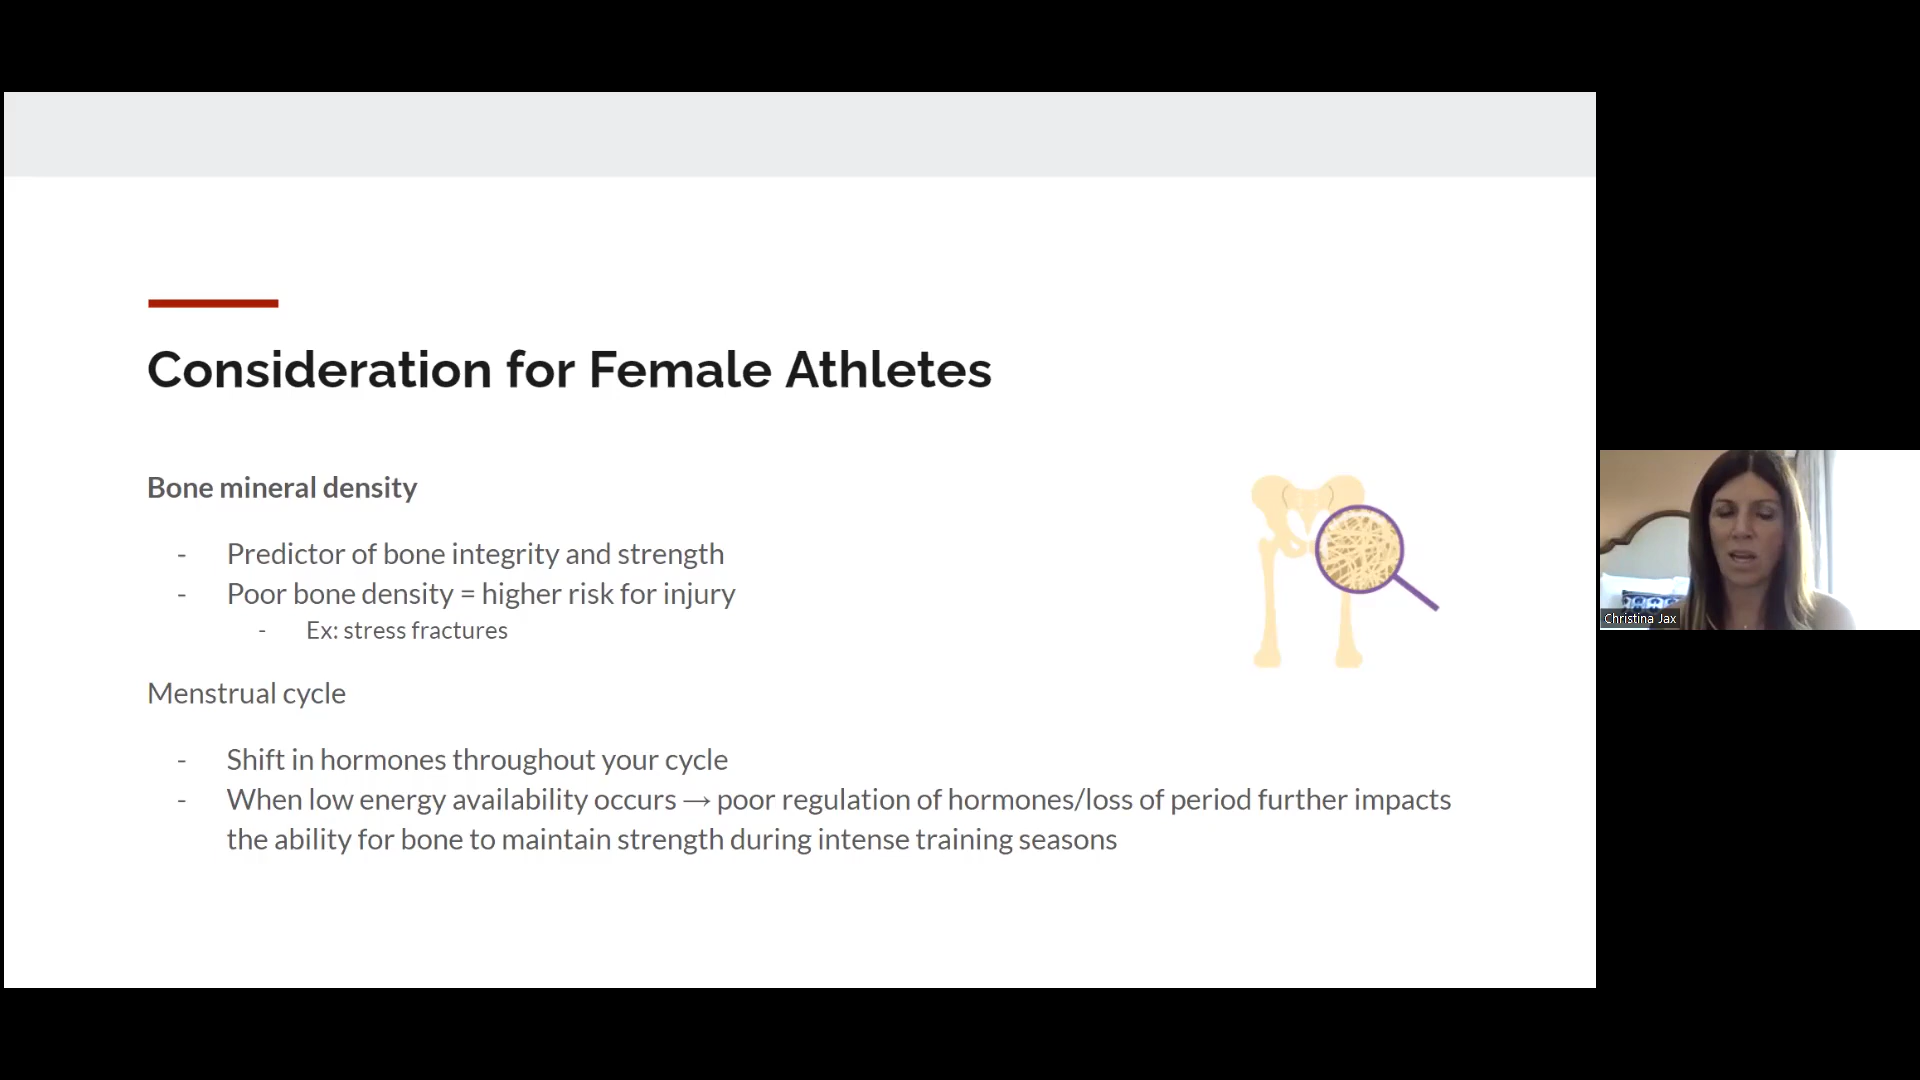 Consideration for Female Athletes
Bone mineral density
- Predictor of bone integrity and strength
- Poor bone density = higher risk for injury
- Ex: stress fractures
Menstrual cycle
- Shift in hormones throughout your cycle
- When low energy availability occurs → poor regulation of hormones/loss of period further impacts
the ability for bone to maintain strength during intense training seasons
Christina Jax